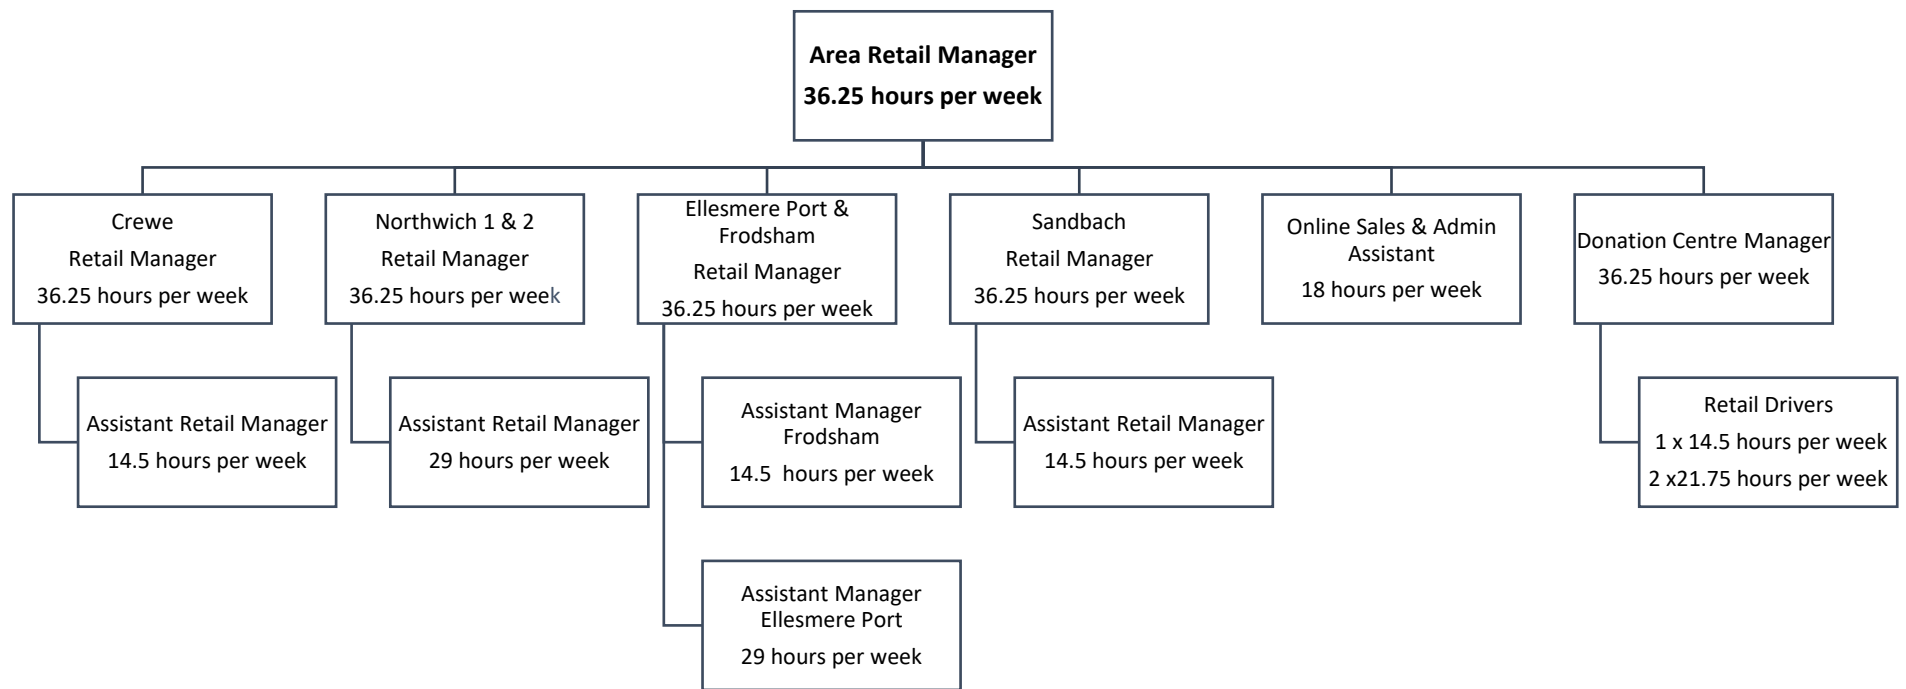 Area Retail Manager
36.25 hours per week
Crewe
Retail Manager
36.25 hours per week
Northwich 1 & 2
Retail Manager
36.25 hours per week
Ellesmere Port &
Frodsham
Retail Manager
36.25 hours per week
Sandbach
Retail Manager
36.25 hours per week
Online Sales & Admin
Assistant
18 hours per week
Donation Centre Manager
36.25 hours per week
Assistant Retail Manager
14.5 hours per week
Assistant Retail Manager
29 hours per week
Assistant Manager
Frodsham
14.5  hours per week
Assistant Manager
Ellesmere Port
29 hours per week
Assistant Retail Manager
14.5 hours per week
Retail Drivers
1 x 14.5 hours per week
2 x21.75 hours per week